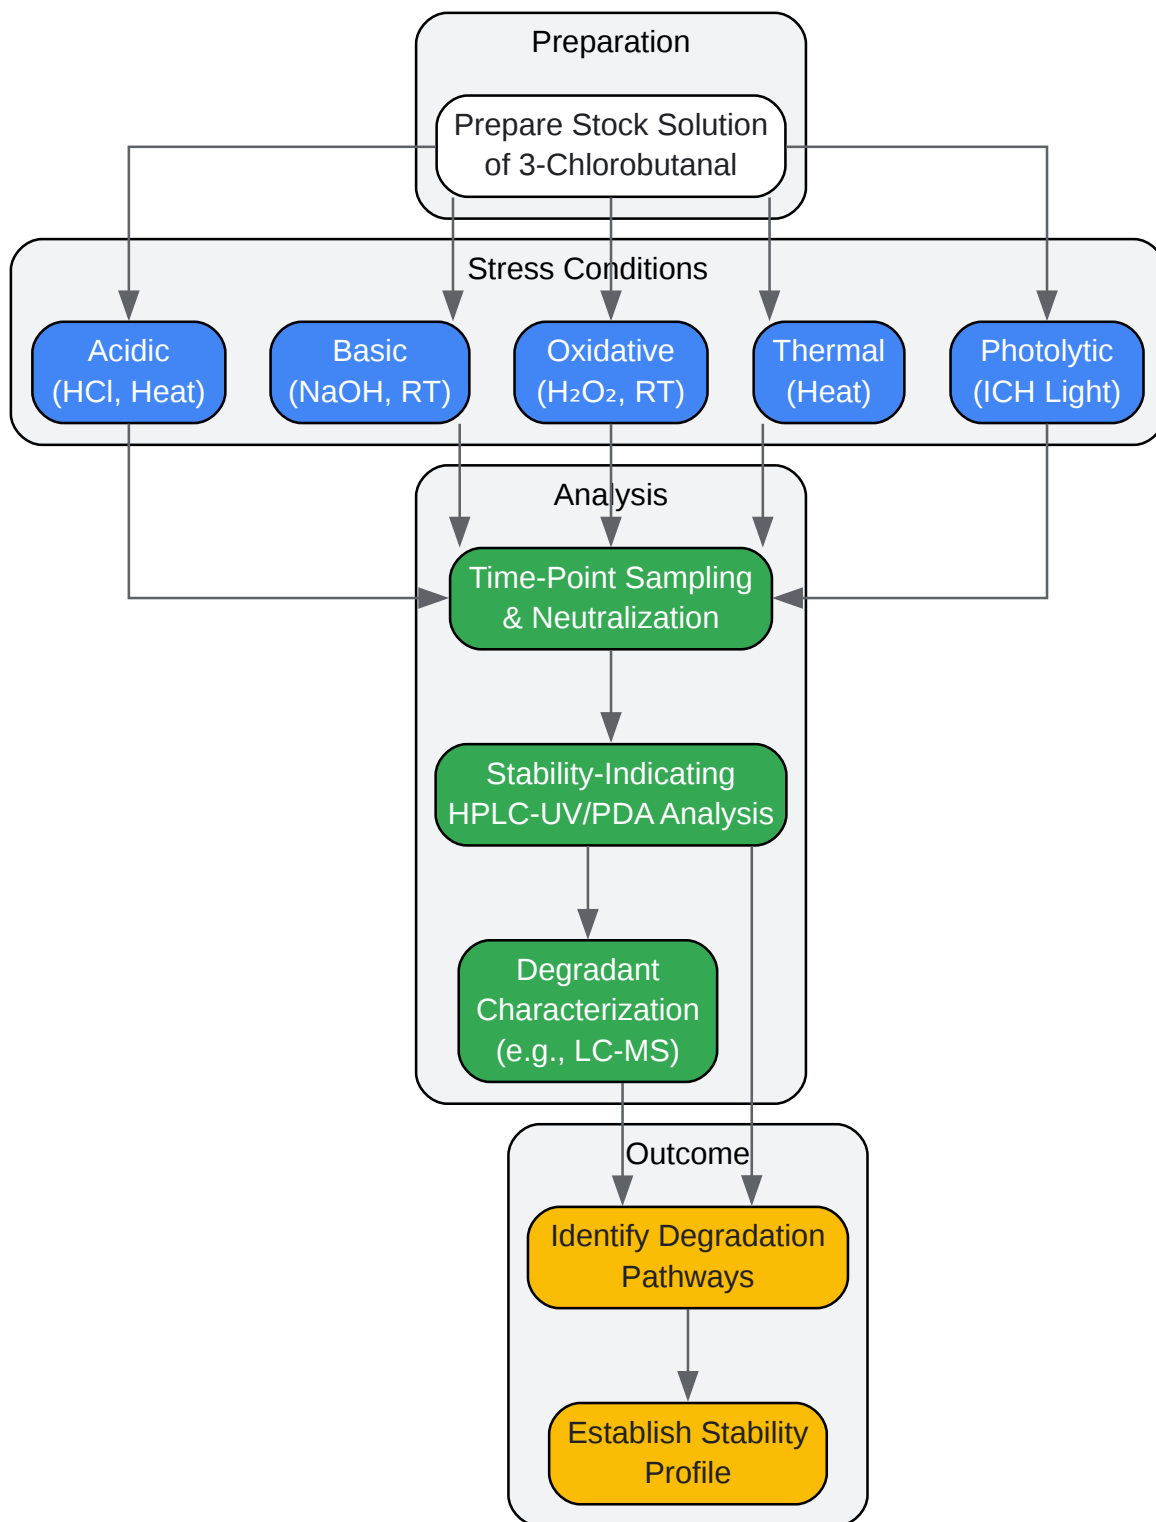 Preparation
Prepare Stock Solution
of 3-Chlorobutanal
Stress Conditions
Acidic
(HCl, Heat)
Basic
(NaOH, RT)
Oxidative
(H₂O₂, RT)
Thermal
(Heat)
Photolytic
(ICH Light)
Analysis
Time-Point Sampling
& Neutralization
Stability-Indicating
HPLC-UV/PDA Analysis
Degradant
Characterization
(e.g., LC-MS)
Outcome
Identify Degradation
Pathways
Establish Stability
Profile